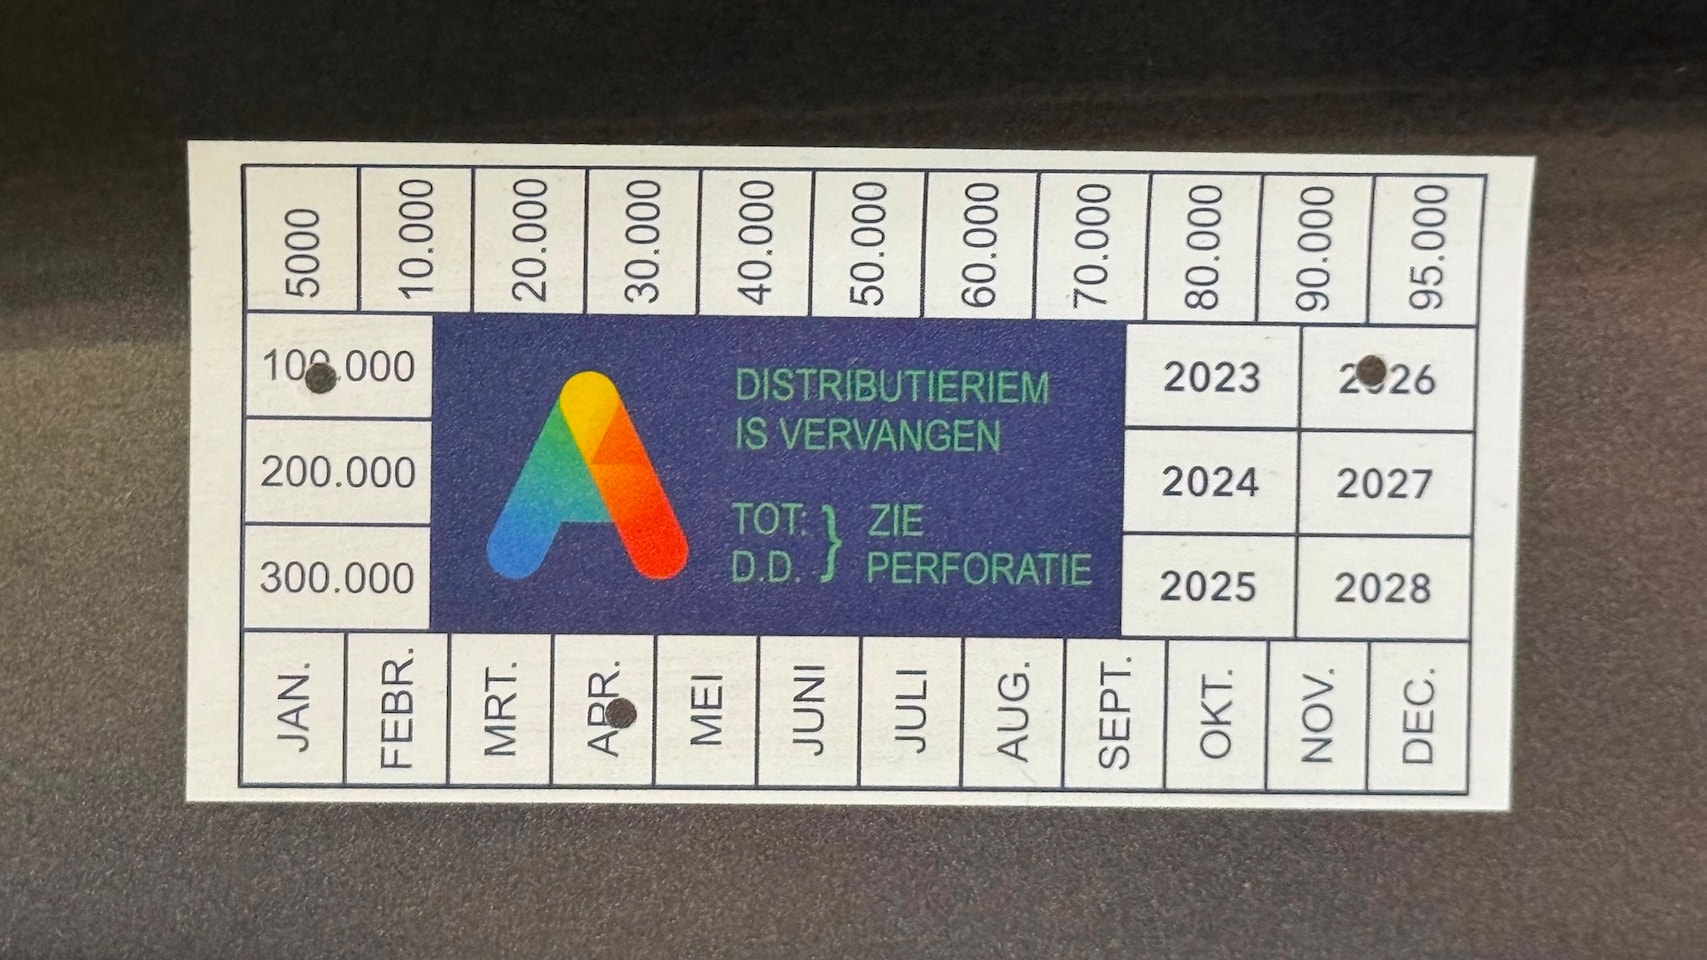 5000 10.000 20.000 30.000 40.000 50.000 60.000 70.000 80.000 90.000 95.000
100.000
200.000
300.000
DISTRIBUTIERIEM
IS VERVANGEN
TOT: } ZIE
D.D. PERFORATIE
2023 2026
2024 2027
2025 2028
JAN. FEBR. MRT. APR. MEI JUNI JULI AUG. SEPT. OKT. NOV. DEC.